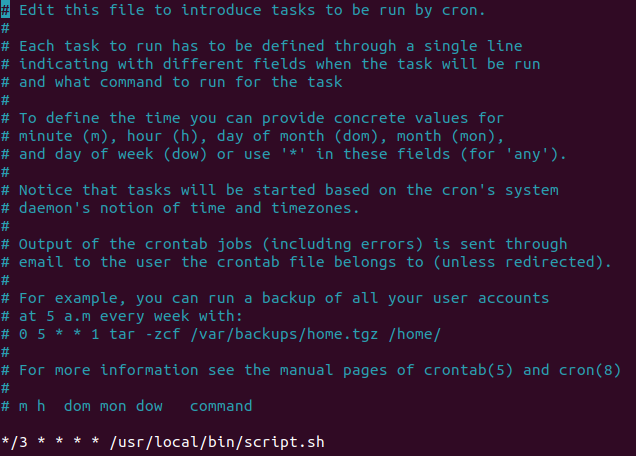 # Edit this file to introduce tasks to be run by cron.
#
# Each task to run has to be defined through a single line
# indicating with different fields when the task will be run
# and what command to run for the task
#
# To define the time you can provide concrete values for
# minute (m), hour (h), day of month (dom), month (mon),
# and day of week (dow) or use '*' in these fields (for 'any').
#
# Notice that tasks will be started based on the cron's system
# daemon's notion of time and timezones.
#
# Output of the crontab jobs (including errors) is sent through
# email to the user the crontab file belongs to (unless redirected).
#
# For example, you can run a backup of all your user accounts
# at 5 a.m every week with:
# 0 5 * * 1 tar -zcf /var/backups/home.tgz /home/
#
# For more information see the manual pages of crontab(5) and cron(8)
#
# m h  dom mon dow   command

*/3 * * * * /usr/local/bin/script.sh